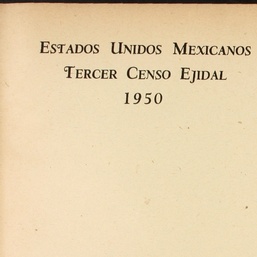 Estados Unidos Mexicanos
Tercer Censo Ejidal
1950